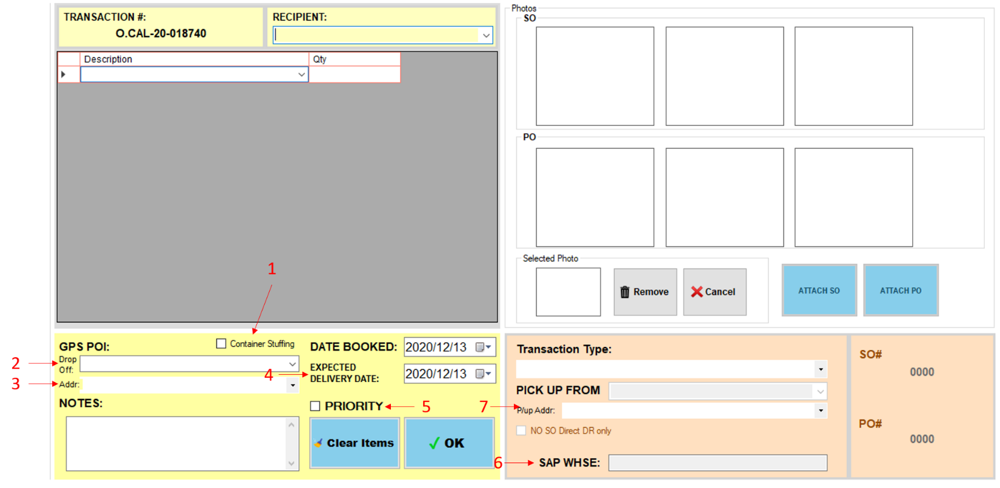 TRANSACTION #:
O.CAL-20-018740
RECIPIENT:
Description
Qty
1
GPS POI:
Container Stuffing
2
Drop
Off:
3
Addr:
NOTES:
DATE BOOKED:
2020/12/13
4
EXPECTED
DELIVERY DATE:
2020/12/13
PRIORITY
5
Clear Items
OK
Photos
SO
PO
Selected Photo
Remove
Cancel
ATTACH SO
ATTACH PO
Transaction Type:
PICK UP FROM
7
P/up Addr:
NO SO Direct DR only
6
SAP WHSE:
SO#
0000
PO#
0000